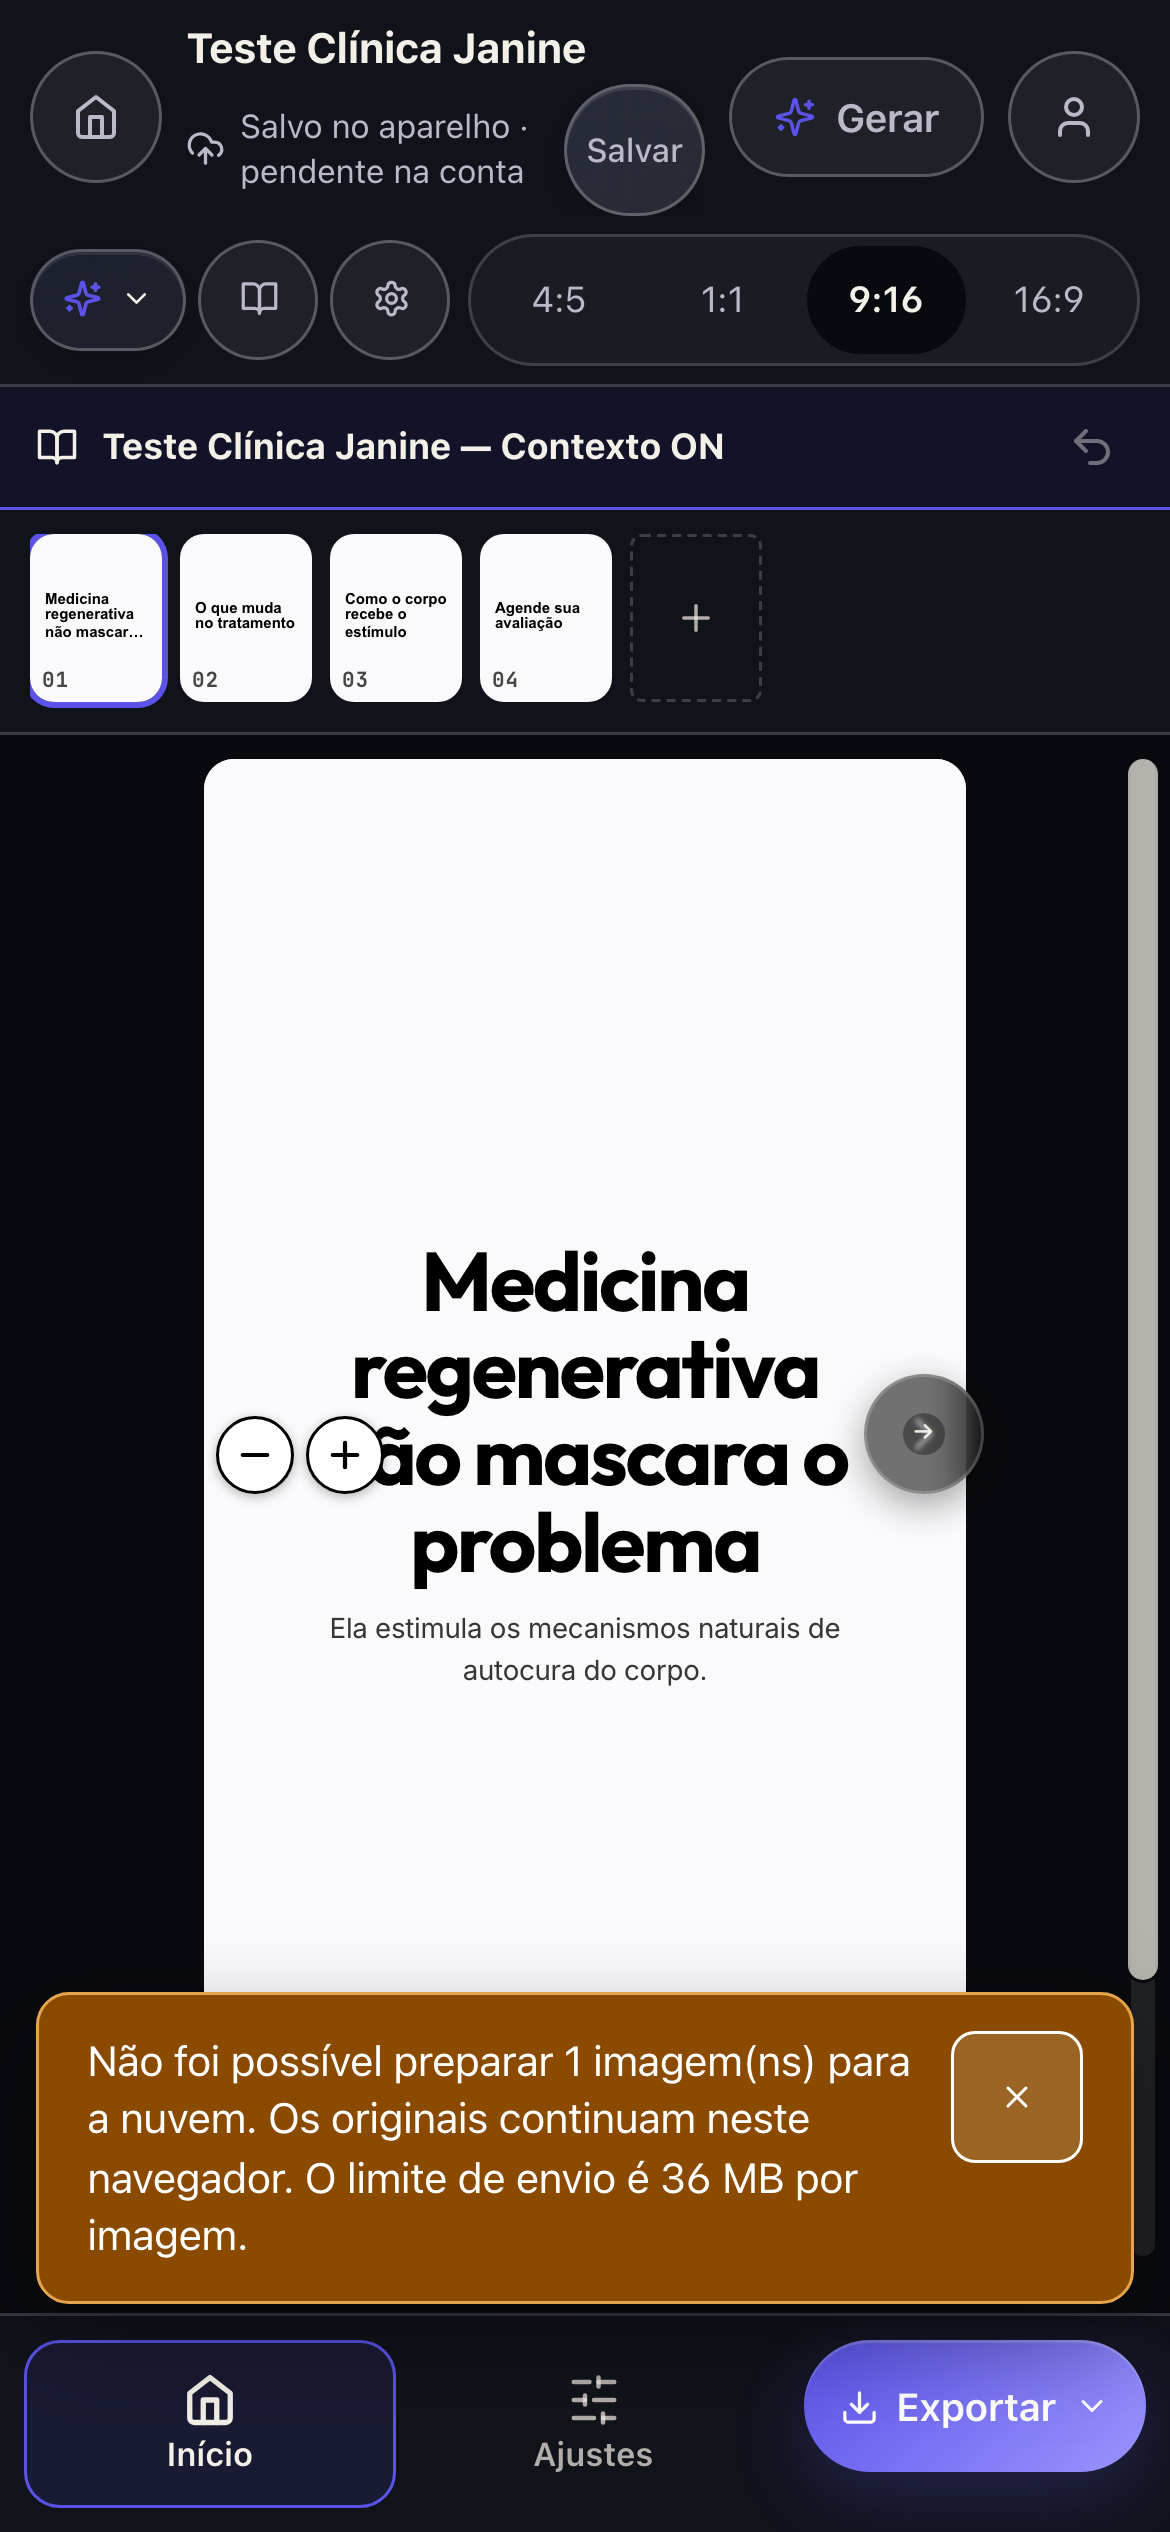 Teste Clínica Janine
Salvo no aparelho ·
pendente na conta
Salvar
Gerar
4:5
1:1
9:16
16:9
Teste Clínica Janine — Contexto ON
Medicina
regenerativa
não mascar...
01
O que muda
no tratamento
02
Como o corpo
recebe o
estímulo
03
Agende sua
avaliação
04
Medicina
regenerativa
ão mascara o
problema
Ela estimula os mecanismos naturais de
autocura do corpo.
Não foi possível preparar 1 imagem(ns) para
a nuvem. Os originais continuam neste
navegador. O limite de envio é 36 MB por
imagem.
Início
Ajustes
Exportar